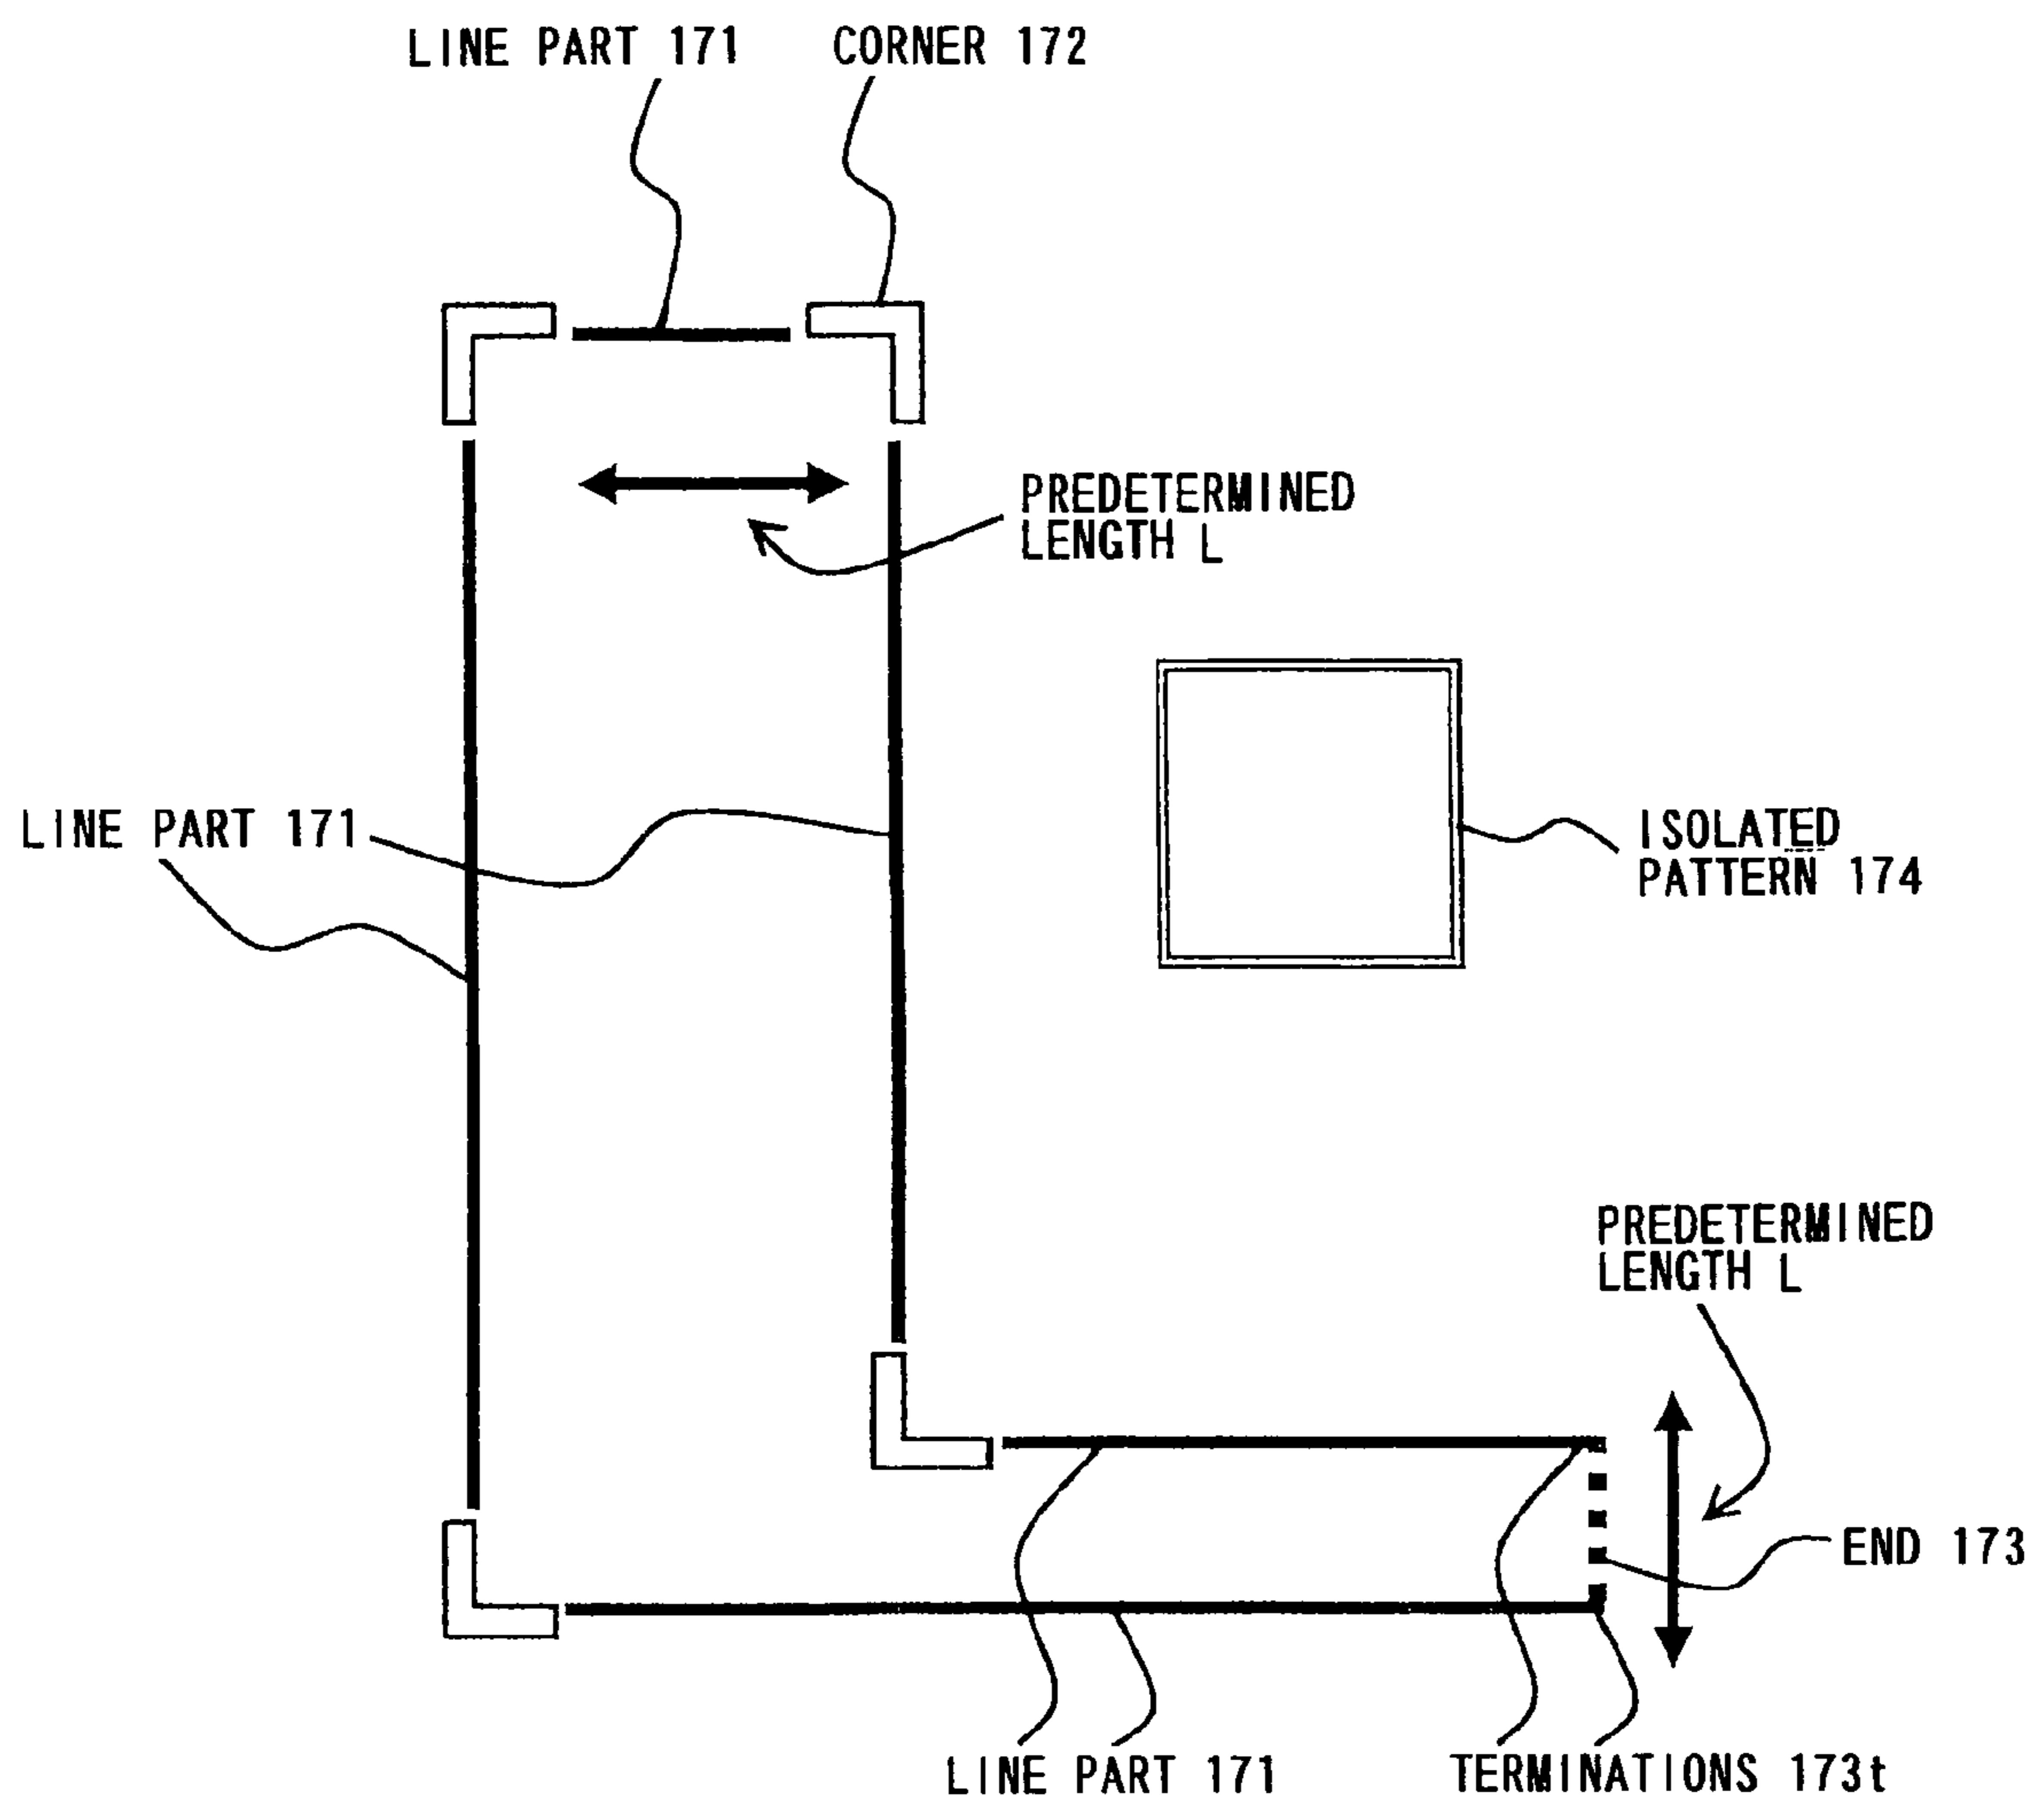 LINE PART 171
CORNER 172
PREDETERMINED
LENGTH L
LINE PART 171
ISOLATED
PATTERN 174
PREDETERMINED
LENGTH L
END 173
LINE PART 171
TERMINATIONS 173t